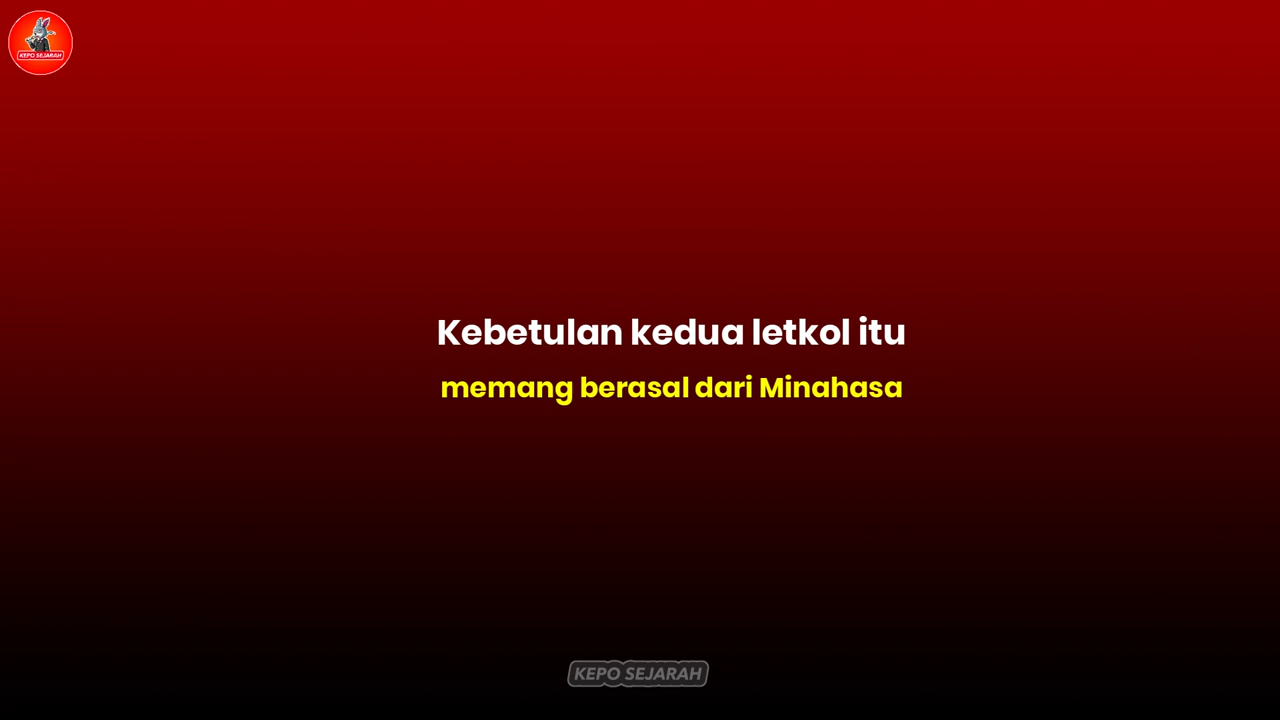 KEPO SEJARAH
Kebetulan kedua letkol itu
memang berasal dari Minahasa
KEPO SEJARAH